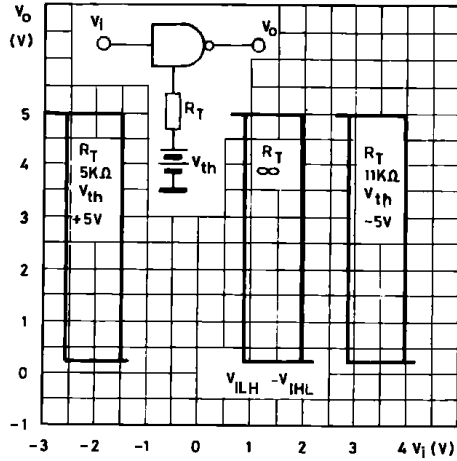 Vo
(V)
Vi
Vo
RT
Vth
5
4
3
2
1
0
-1
RT
5KΩ
Vth
+5V
RT
∞
RT
11KΩ
Vth
-5V
VILH -VIHL
-3 -2 -1 0 1 2 3 4 Vi (V)